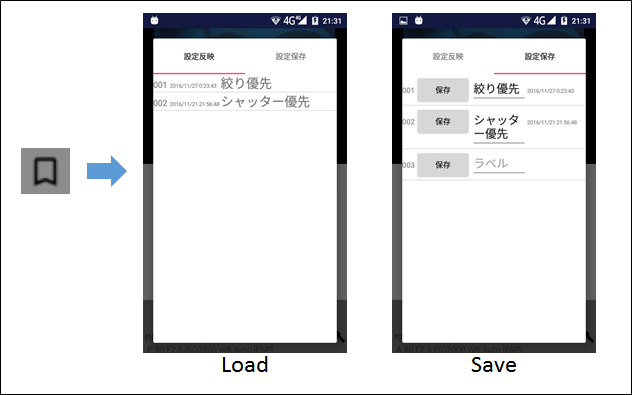 4G 4G 21:31
設定反映 設定保存
001 2016/11/27 0:23:43 絞り優先
002 2016/11/21 21:56:48 シャッター優先
Load
4G 21:31
設定反映 設定保存
001 保存 絞り優先 2016/11/27 0:23:43
002 保存 シャッタ
ー優先 2016/11/21 21:56:48
003 保存 ラベル
Save